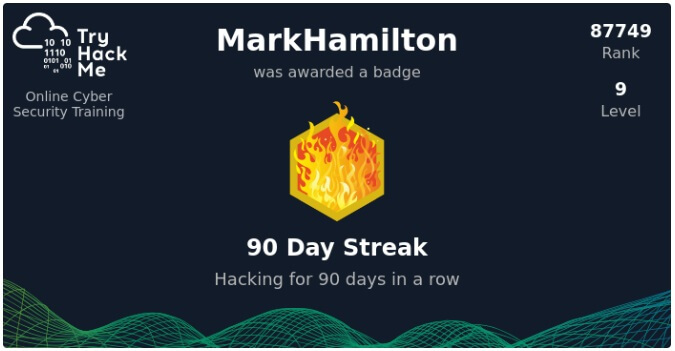 Try
Hack
Me
10 10
1110
0101 01
01 01 010
Online Cyber
Security Training
MarkHamilton
was awarded a badge
87749
Rank
9
Level
90 Day Streak
Hacking for 90 days in a row